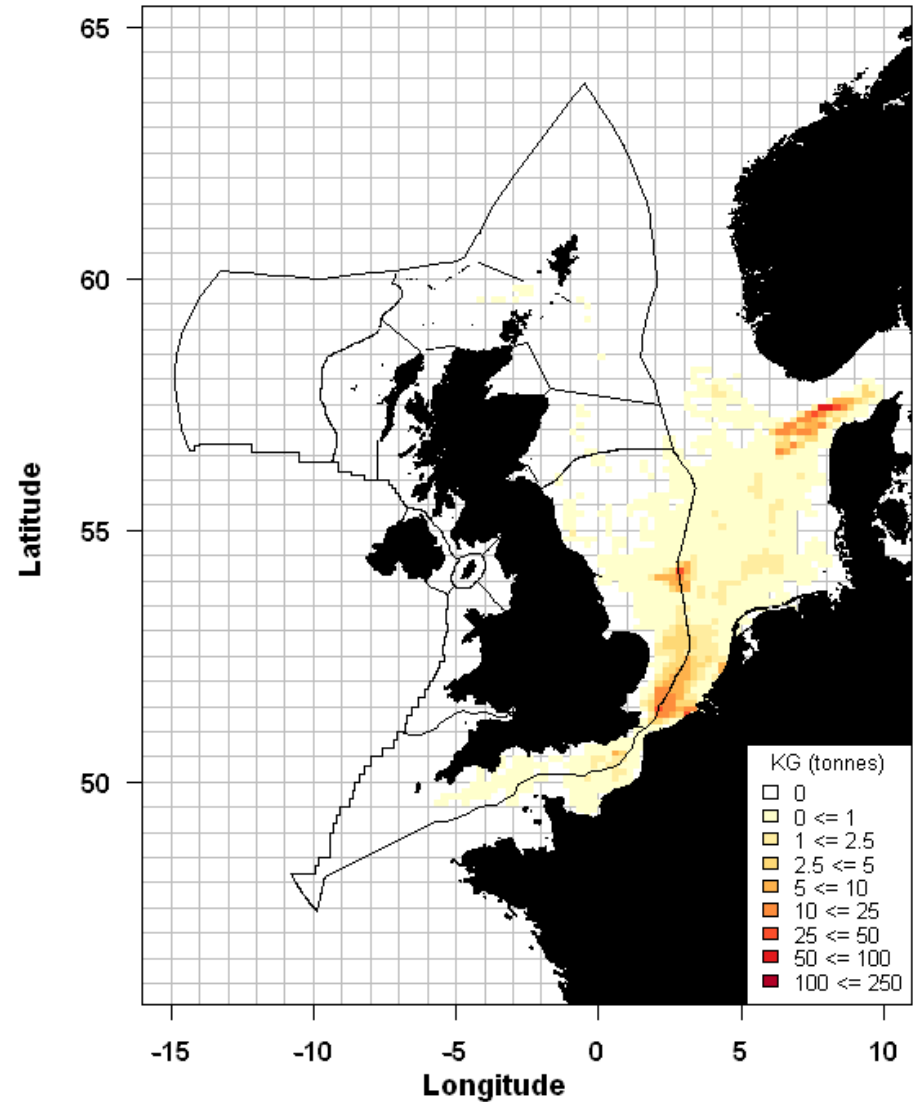 65
60
55
50
Latitude
-15 -10 -5 0 5 10
Longitude
KG (tonnes)
0
0 <= 1
1 <= 2.5
2.5 <= 5
5 <= 10
10 <= 25
25 <= 50
50 <= 100
100 <= 250